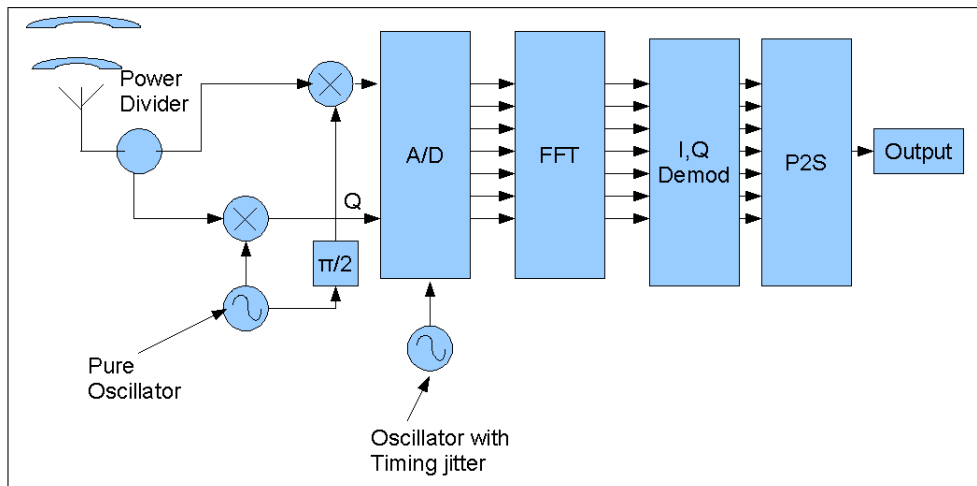 Power
Divider
A/D
FFT
I,Q
Demod
P2S
Output
Q
π/2
Pure
Oscillator
Oscillator with
Timing jitter